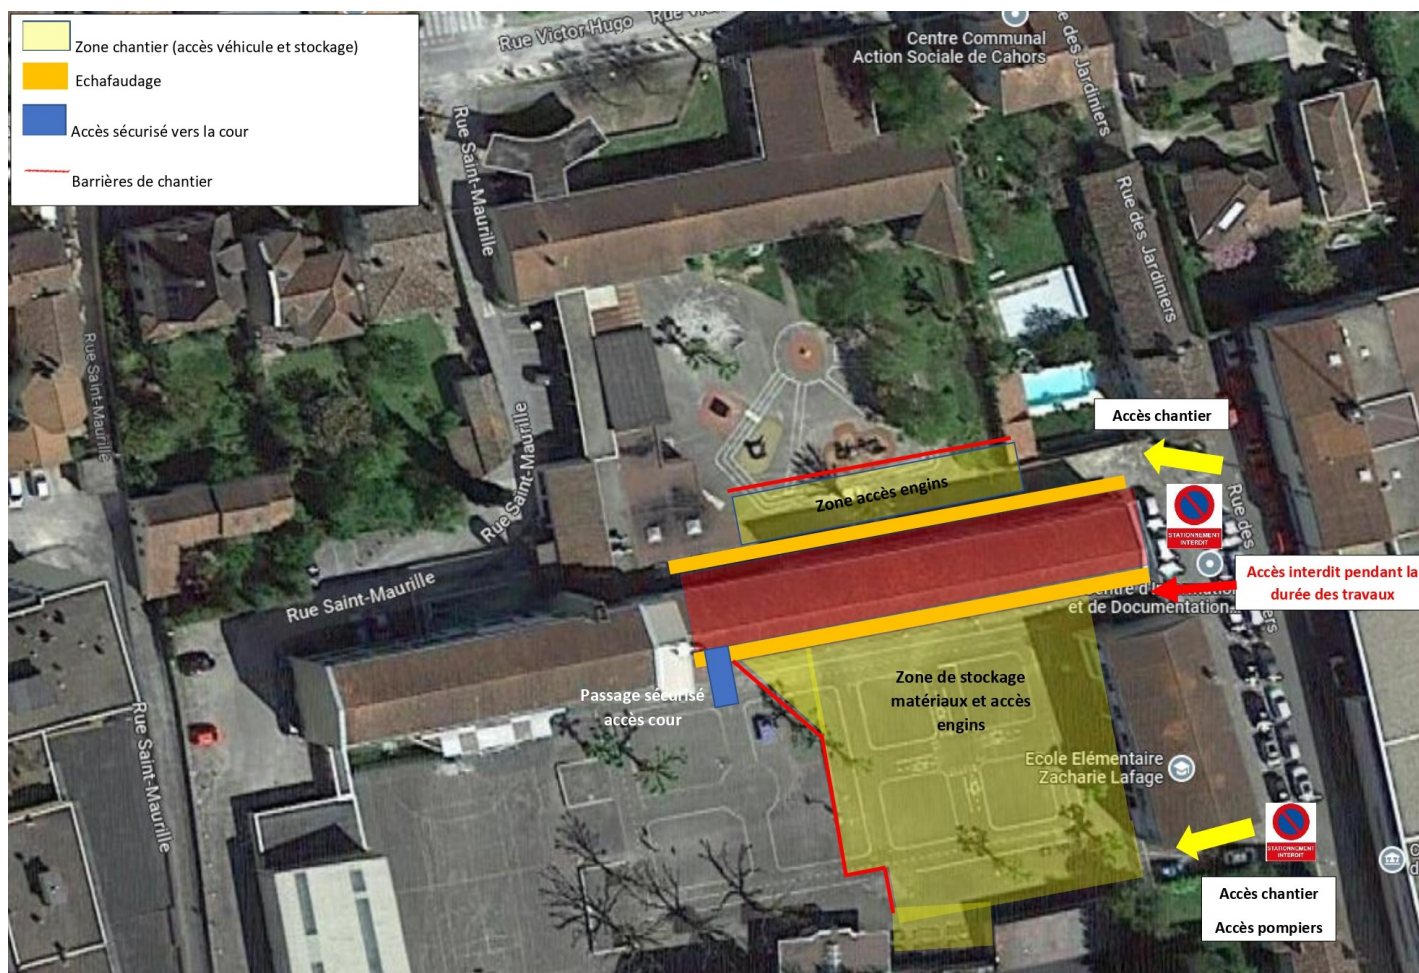 Zone chantier (accès véhicule et stockage)
Echafaudage
Accès sécurisé vers la cour
Barrières de chantier
Rue Victor Hugo
Centre Communal
Action Sociale de Cahors
e des Jardiniers
Rue Saint-Maurille
Rue des Jardiniers
Rue Saint-Maurille
Rue Saint-Maurille
Accès chantier
Zone accès engins
Rue des
STATIONNEMENT
INTERDIT
Accès interdit pendant la
durée des travaux
et de Documentation...
iers
Rue Saint-Maurille
Zone de stockage
matériaux et accès
engins
Passage sécurisé
accès cour
Rue Saint-Maurille
Ecole Elémentaire
Zacharie Lafage
STATIONNEMENT
INTERDIT
Accès chantier
Accès pompiers